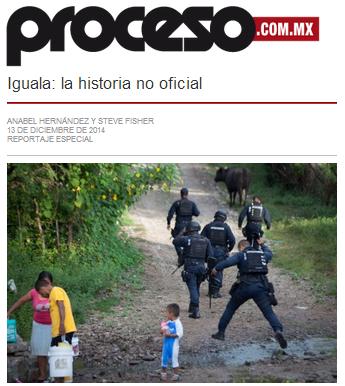 proceso.COM.MX
Iguala: la historia no oficial
ANABEL HERNÁNDEZ Y STEVE FISHER
13 DE DICIEMBRE DE 2014
REPORTAJE ESPECIAL